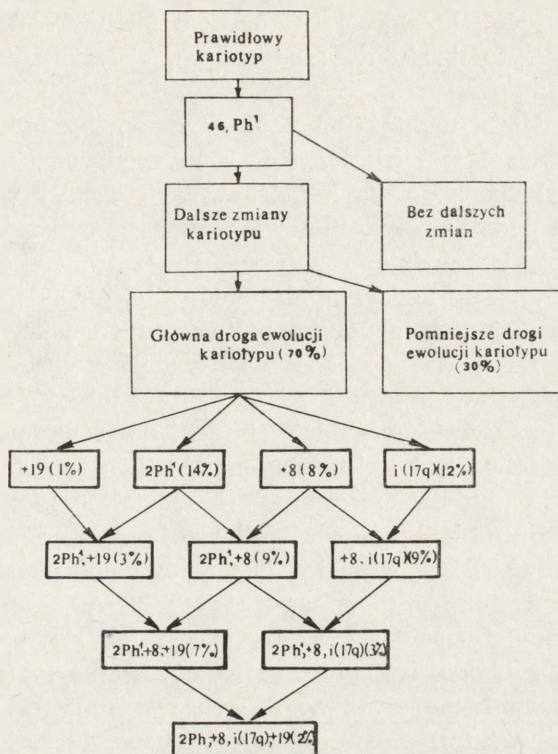 Prawidłowy
kariotyp
46, Ph¹
Dalsze zmiany
kariotypu
Bez dalszych
zmian
Główna droga ewolucji
kariotypu (70%)
Pomniejsze drogi
ewolucji kariotypu
(30%)
+19 (1%)
2Ph¹ (14%)
+8 (8%)
i(17q)(12%)
2Ph¹,+19(3%)
2Ph¹,+8(9%)
+8, i(17q)(9%)
2Ph¹,+8,+19(7%)
2Ph¹,+8, i(17q)(3%)
2Ph¹,+8, i(17q),+19(2%)